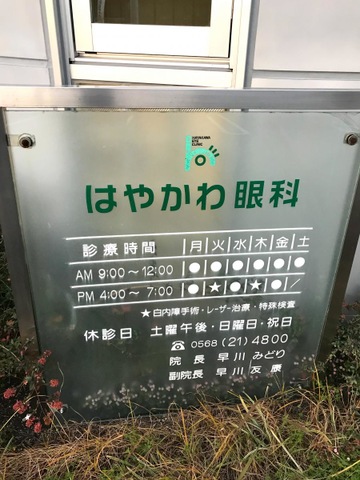 HAYAKAWA
EYE
CLINIC
はやかわ眼科
診療時間 月 火 水 木 金 土
AM 9:00〜12:00 ● ● ● ● ● ●
PM 4:00〜7:00 ● ★ ● ★ ● /
★白内障手術・レーザー治療・特殊検査
休診日 土曜午後・日曜日・祝日
☎ 0568 (21) 4800
院長 早川 みどり
副院長 早川 友康